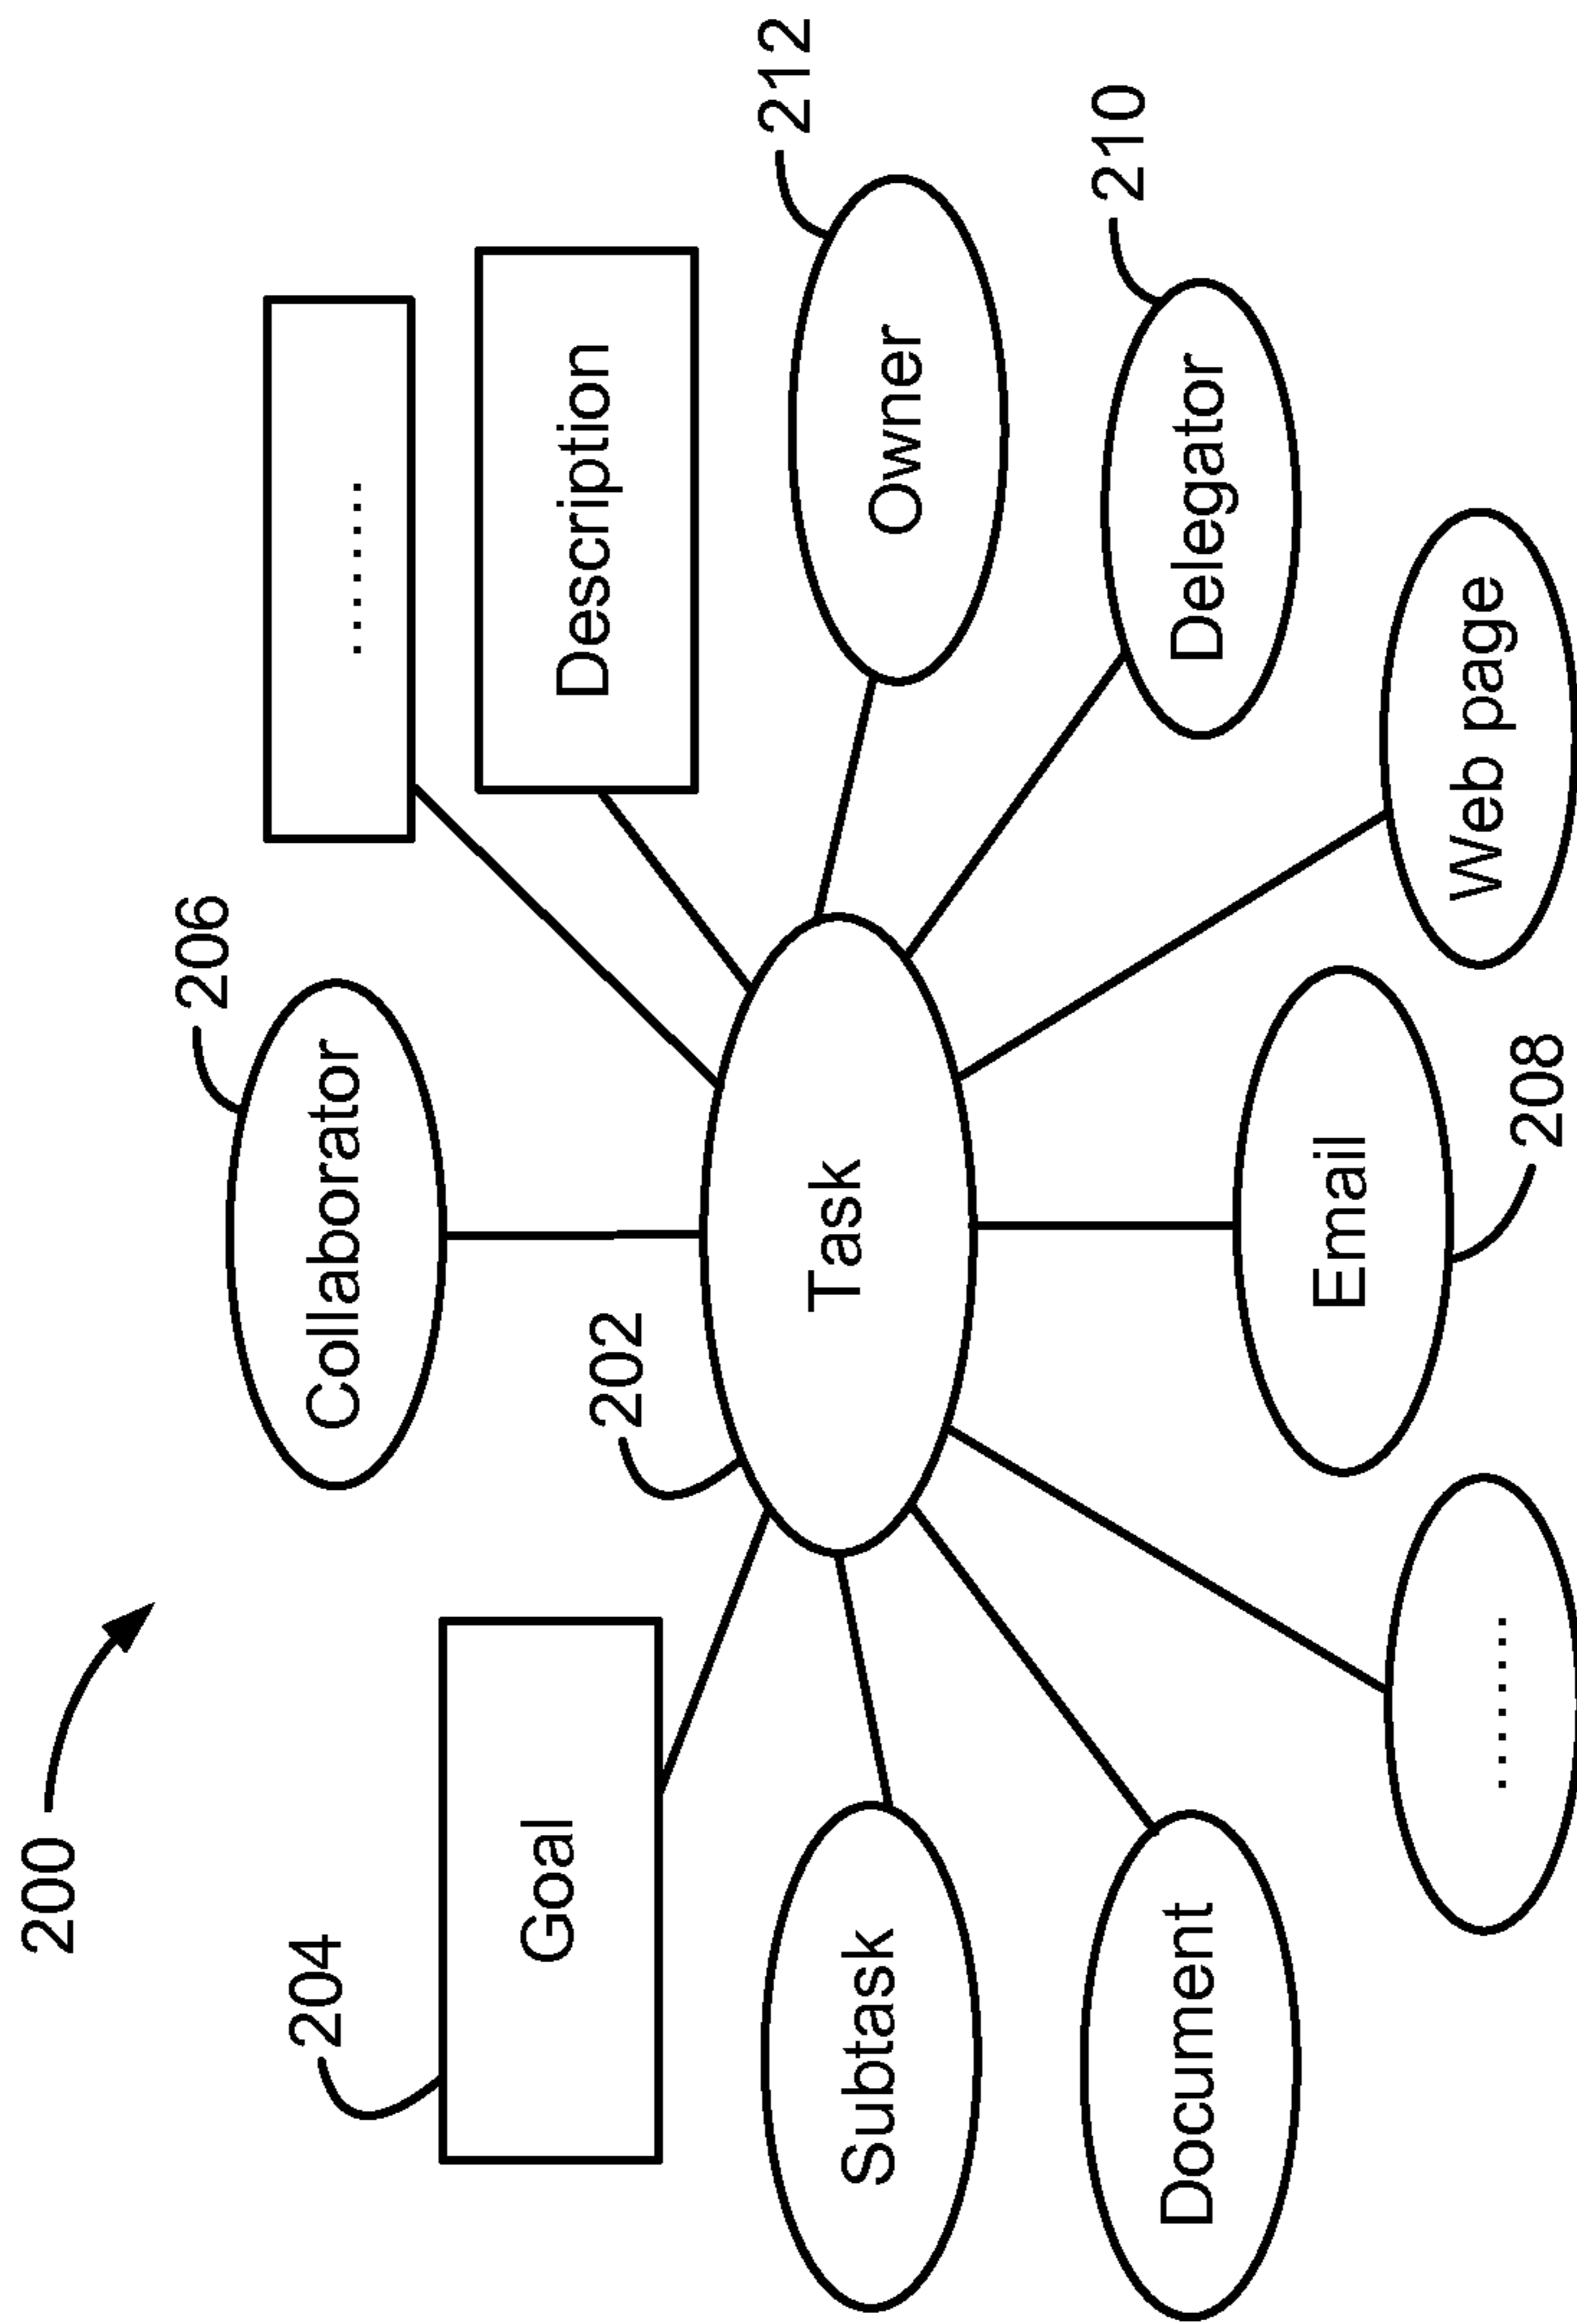 200
204
Goal
202
Collaborator
206
........
Description
212
Owner
Task
Subtask
210
Delegator
Document
Email
208
Web page
........